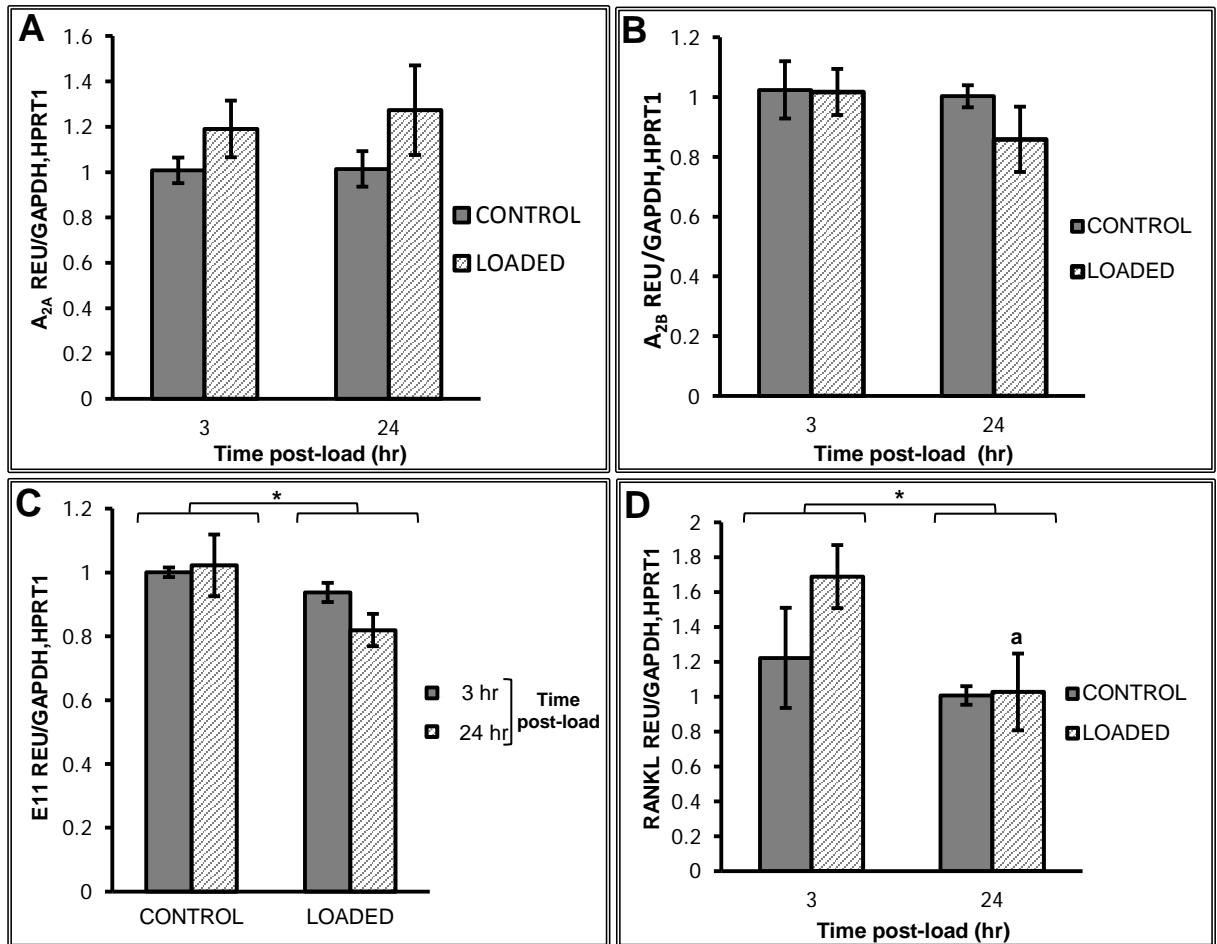 A
1.6
1.4
1.2
1
0.8
0.6
0.4
0.2
0
A2A REU/GAPDH,HPRT1
3
24
Time post-load (hr)
CONTROL
LOADED
B
1.2
1
0.8
0.6
0.4
0.2
0
A2B REU/GAPDH,HPRT1
3
24
Time post-load (hr)
CONTROL
LOADED
C
*
1.2
1
0.8
0.6
0.4
0.2
0
E11 REU/GAPDH,HPRT1
CONTROL
LOADED
3 hr
24 hr
Time
post-load
D
*
2
1.8
1.6
1.4
1.2
1
0.8
0.6
0.4
0.2
0
RANKL REU/GAPDH,HPRT1
a
3
24
Time post-load (hr)
CONTROL
LOADED